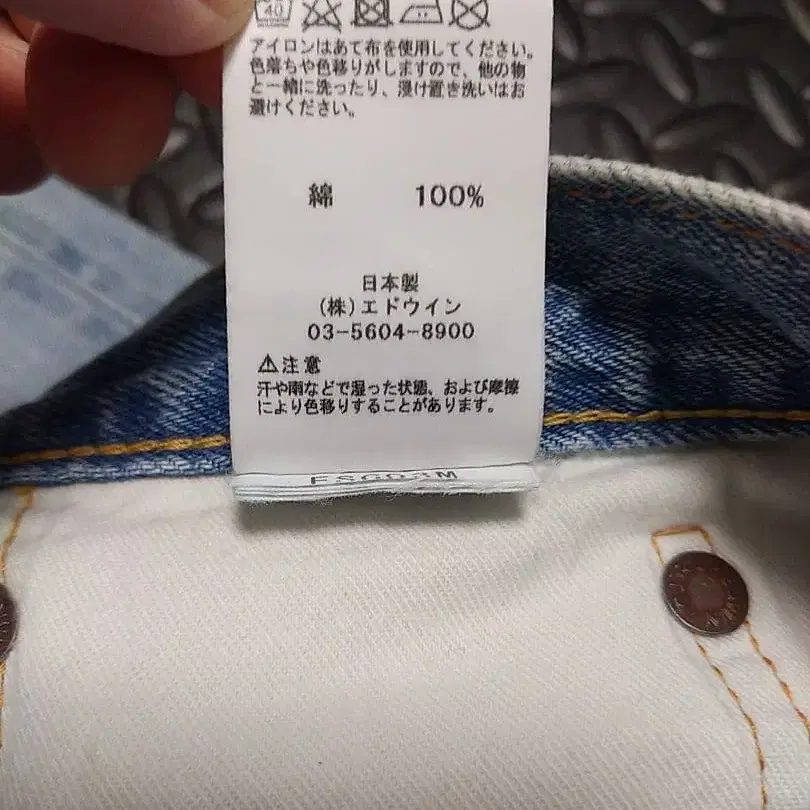 40
アイロンはあて布を使用してください。
色落ちや色移りがしますので、他の物
と一緒に洗ったり、浸け置き洗いはお
避けください。
綿 100%
日本製
(株)エドウイン
03-5604-8900
⚠注意
汗や雨などで湿った状態、および摩擦
により色移りすることがあります。